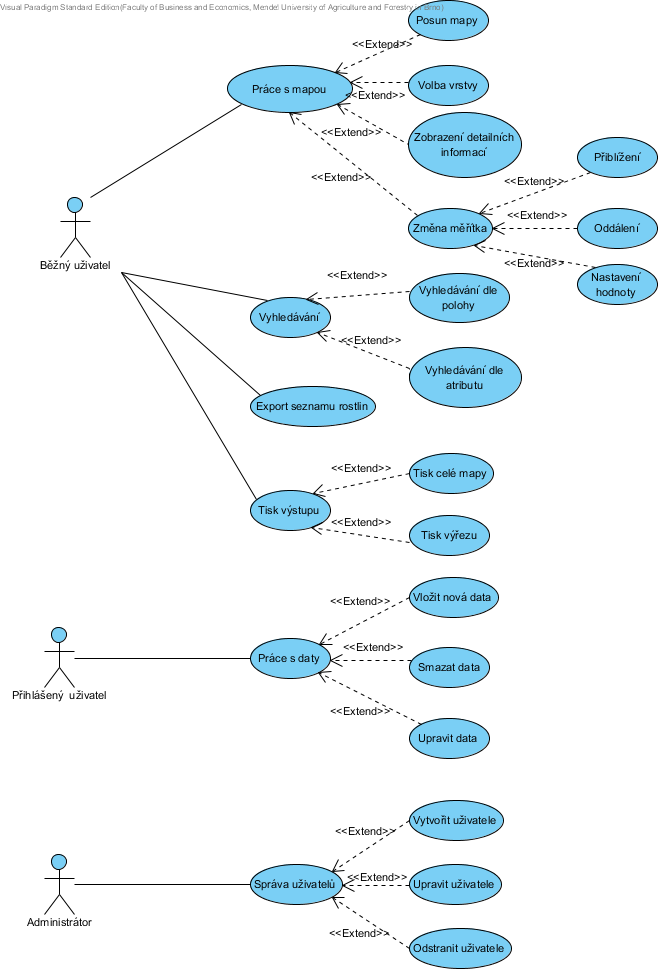 Visual Paradigm Standard Edition(Faculty of Business and Economics, Mendel University of Agriculture and Forestry in Brno)
Posun mapy
<<Extend>>
Práce s mapou
Volba vrstvy
<<Extend>>
<<Extend>>
Zobrazení detailních
informací
Přiblížení
<<Extend>>
<<Extend>>
<<Extend>>
Změna měřítka
Oddálení
Běžný uživatel
<<Extend>>
<<Extend>>
Nastavení
hodnoty
Vyhledávání dle
polohy
Vyhledávání
<<Extend>>
Vyhledávání dle
atributu
Export seznamu rostlin
<<Extend>>
Tisk celé mapy
Tisk výstupu
<<Extend>>
Tisk výřezu
<<Extend>>
Vložit nová data
<<Extend>>
Práce s daty
Smazat data
Přihlášený uživatel
<<Extend>>
Upravit data
Vytvořit uživatele
<<Extend>>
<<Extend>>
Správa uživatelů
Upravit uživatele
Administrátor
<<Extend>>
Odstranit uživatele